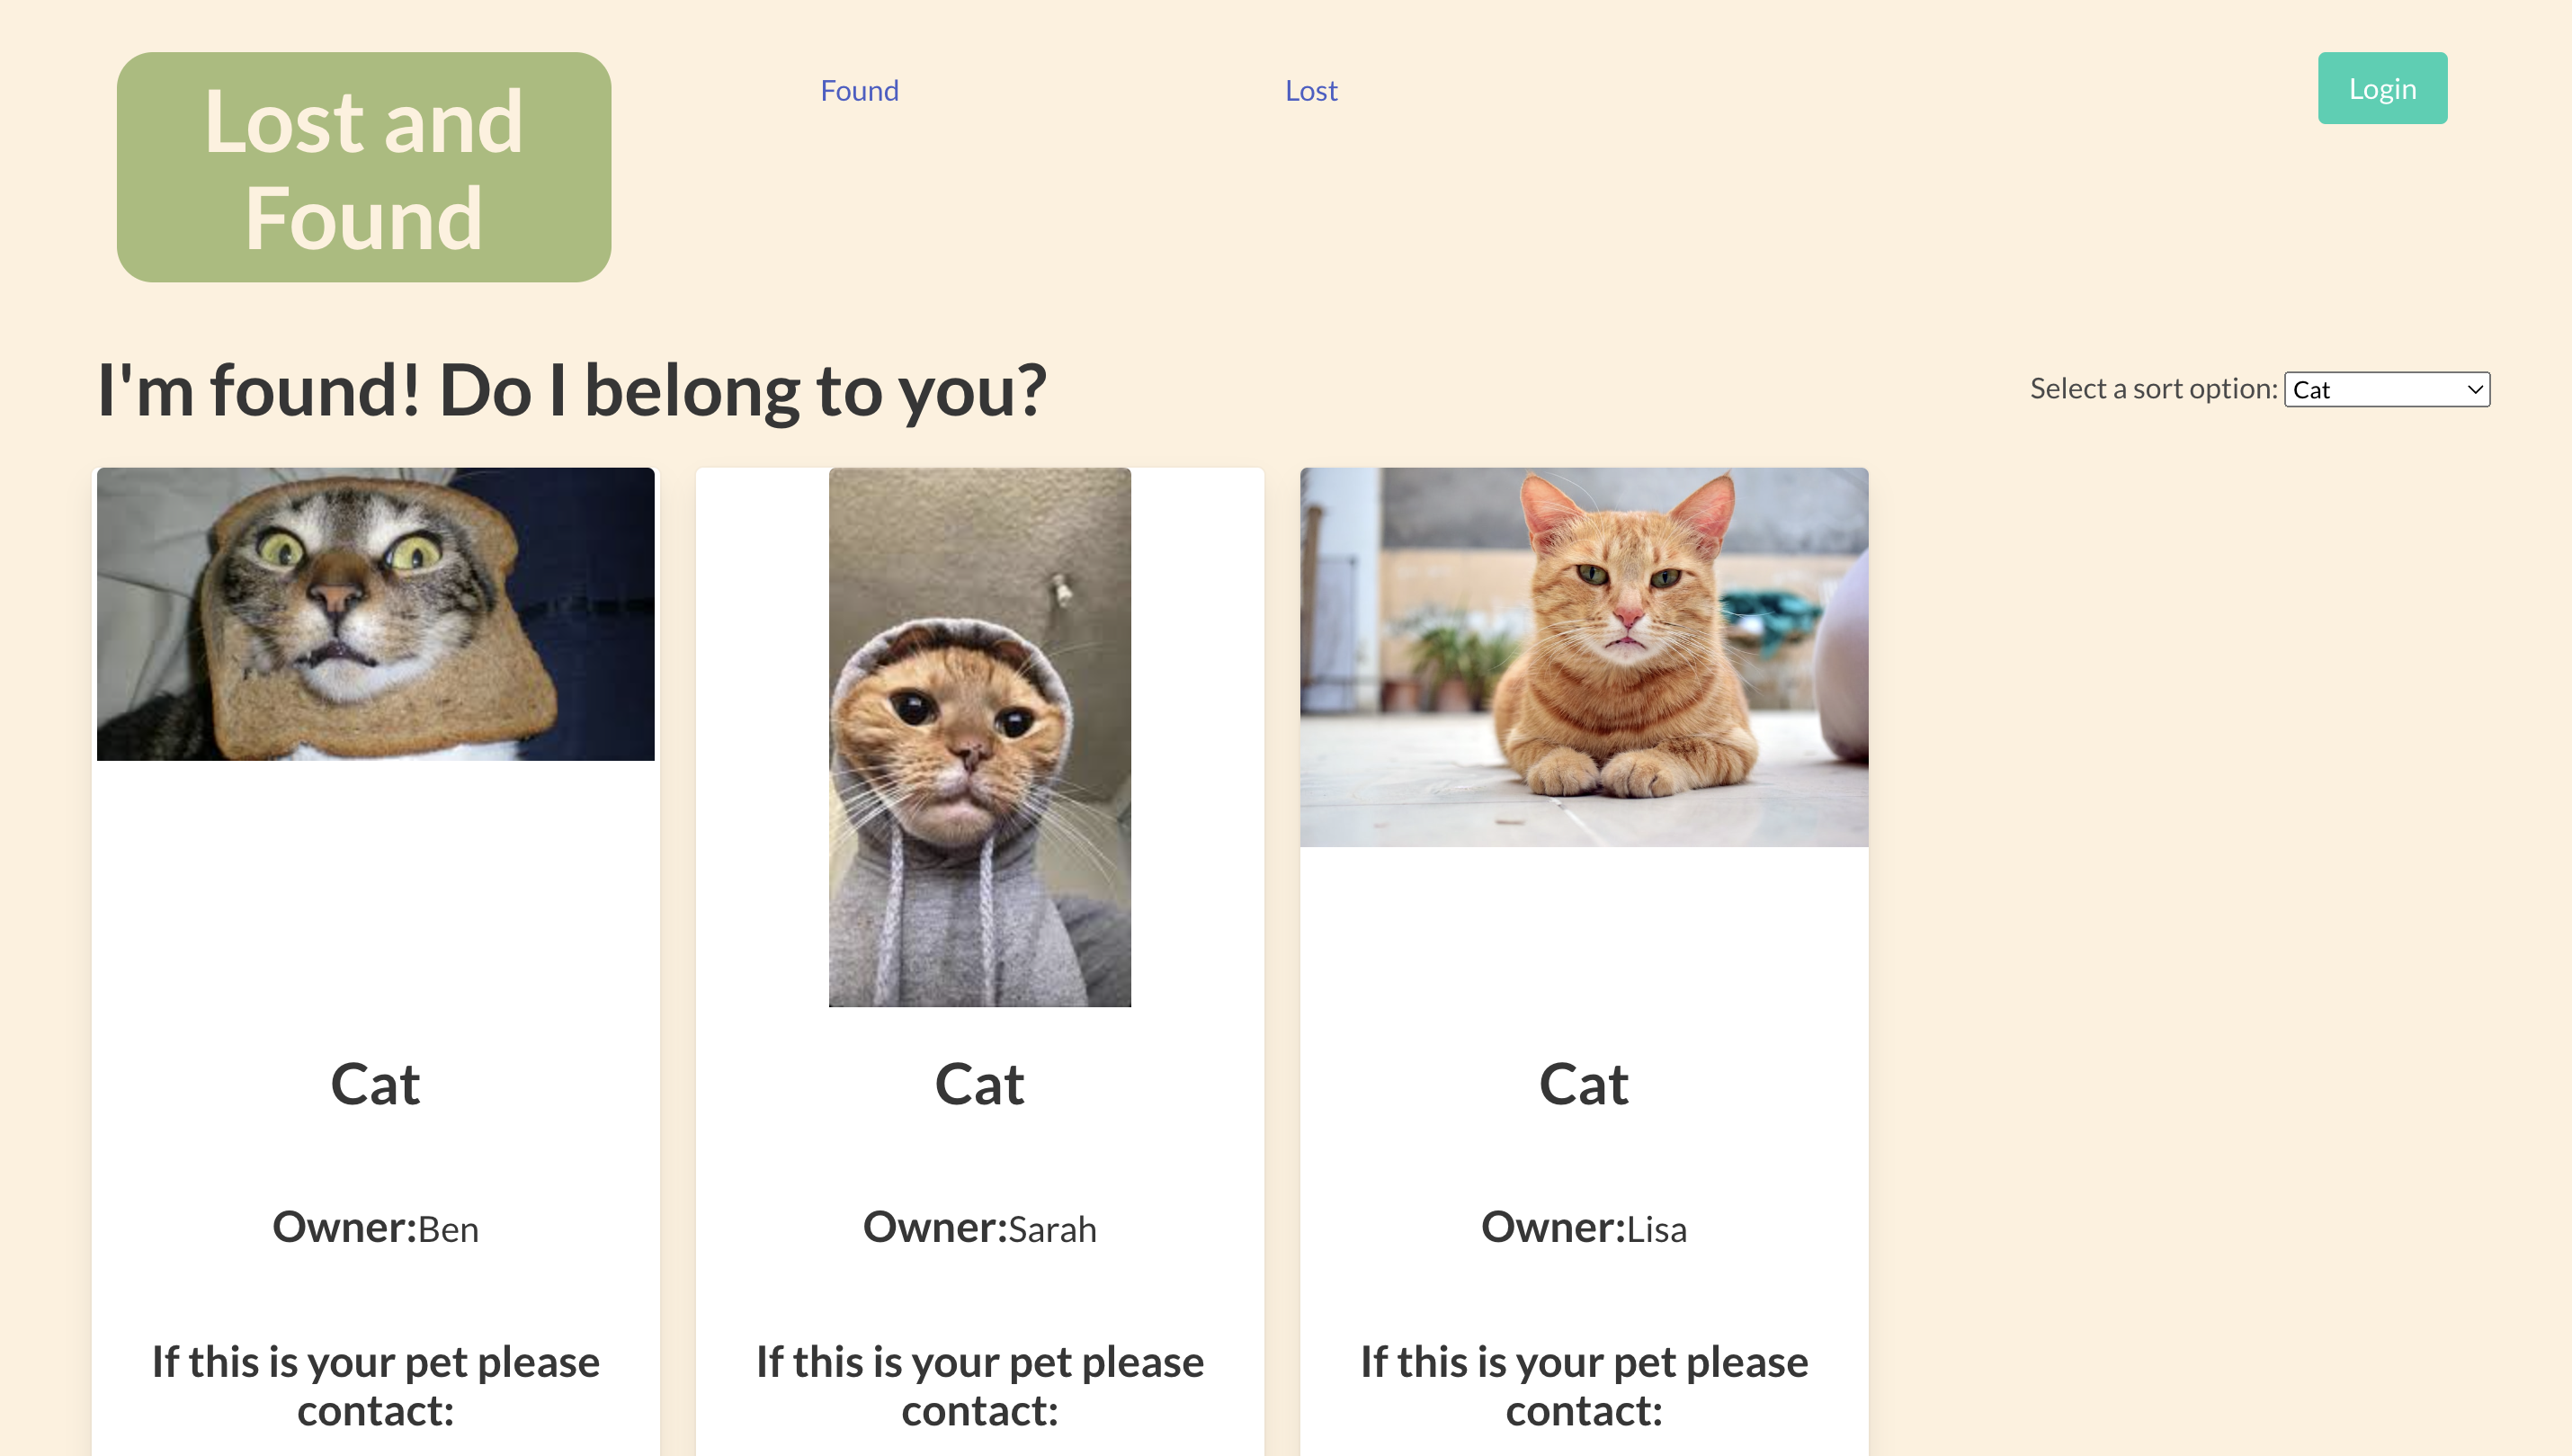 Lost and
Found
Found
Lost
Login
I'm found! Do I belong to you?
Select a sort option: Cat
Cat
Owner:Ben
If this is your pet please
contact:
Cat
Owner:Sarah
If this is your pet please
contact:
Cat
Owner:Lisa
If this is your pet please
contact: